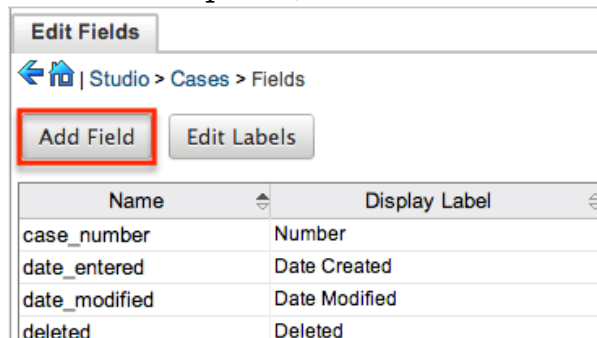 Edit Fields
| Studio > Cases > Fields
Add Field Edit Labels
Name Display Label
case_number Number
date_entered Date Created
date_modified Date Modified
deleted Deleted